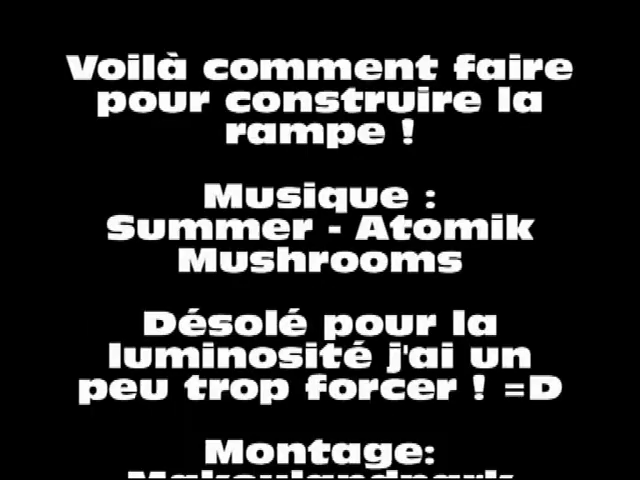 Voilà comment faire
pour construire la
rampe !
Musique :
Summer - Atomik
Mushrooms
Désolé pour la
luminosité j'ai un
peu trop forcer ! =D
Montage: